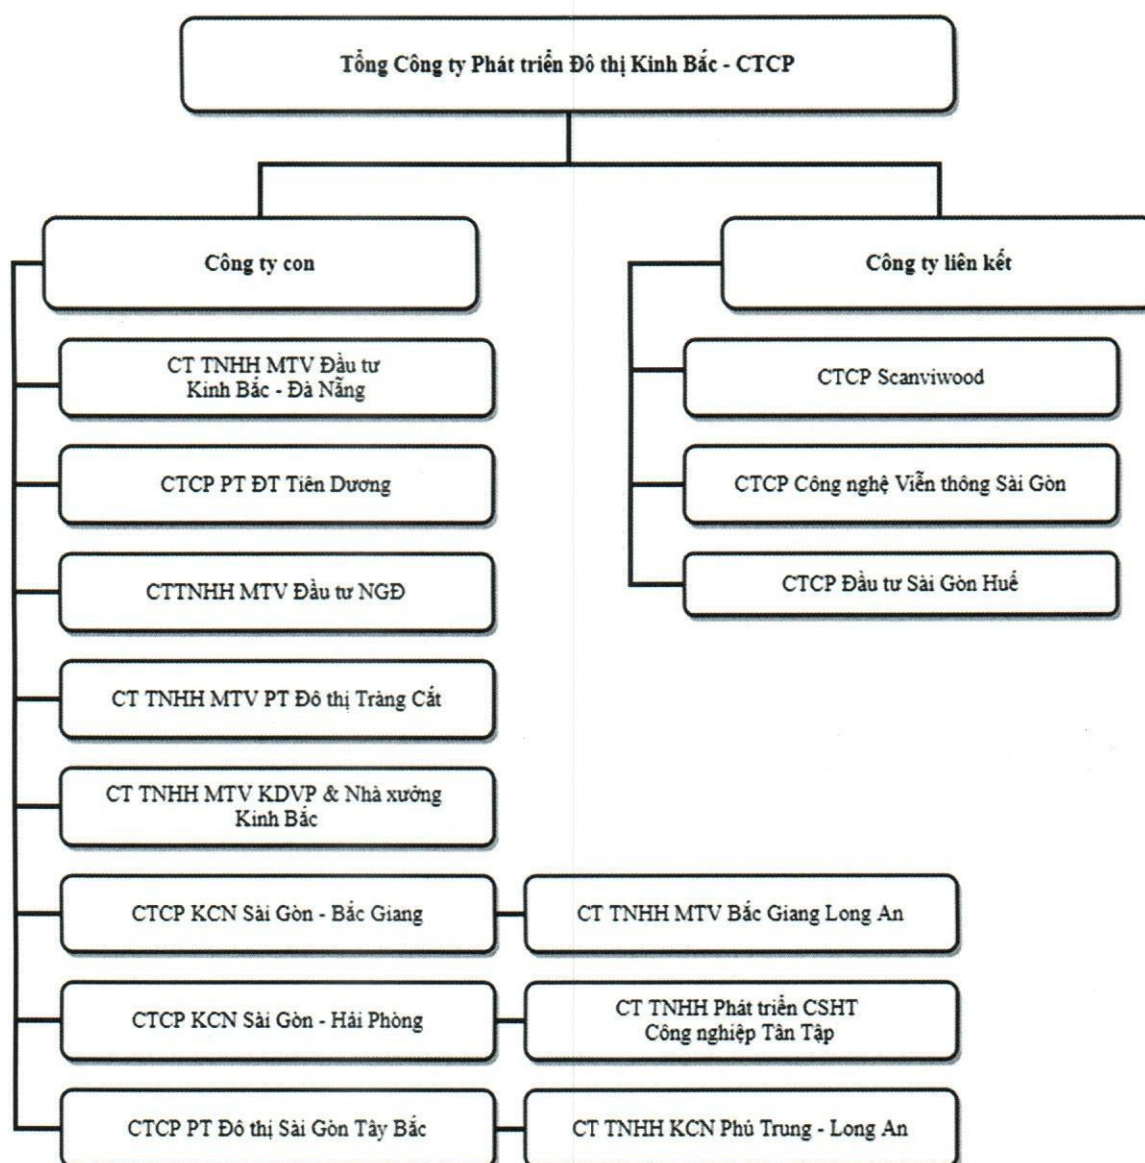 Tổng Công ty Phát triển Đô thị Kinh Bắc - CTCP
Công ty con
Công ty liên kết
CT TNHH MTV Đầu tư
Kinh Bắc - Đà Nẵng
CTCP PT ĐT Tiên Dương
CTTNHH MTV Đầu tư NGĐ
CT TNHH MTV PT Đô thị Tràng Cát
CT TNHH MTV KDVP & Nhà xưởng
Kinh Bắc
CTCP KCN Sài Gòn - Bắc Giang
CT TNHH MTV Bắc Giang Long An
CTCP KCN Sài Gòn - Hải Phòng
CT TNHH Phát triển CSHT
Công nghiệp Tân Tập
CTCP PT Đô thị Sài Gòn Tây Bắc
CT TNHH KCN Phú Trung - Long An
CTCP Scanviwood
CTCP Công nghệ Viễn thông Sài Gòn
CTCP Đầu tư Sài Gòn Huế